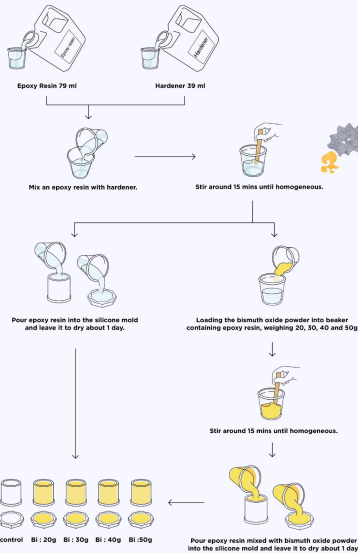 Epoxy resin
Hardener
Epoxy Resin 79 ml
Hardener 39 ml
Mix an epoxy resin with hardener.
Stir around 15 mins until homogeneous.
Pour epoxy resin into the silicone mold
and leave it to dry about 1 day.
Loading the bismuth oxide powder into beaker
containing epoxy resin, weighing 20, 30, 40 and 50g
Stir around 15 mins until homogeneous.
control
Bi : 20g
Bi : 30g
Bi : 40g
Bi :50g
Pour epoxy resin mixed with bismuth oxide powder
into the silicone mold and leave it to dry about 1 day